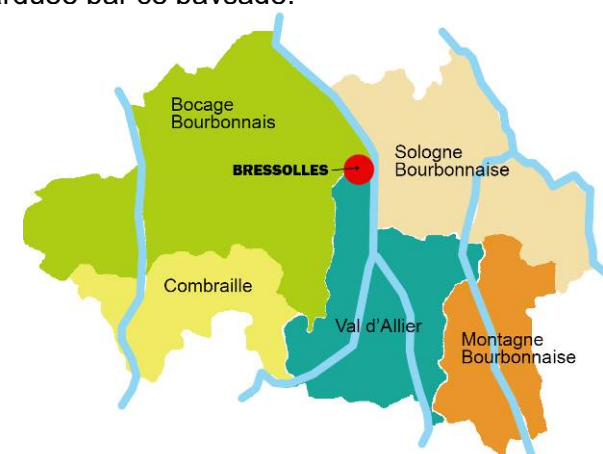 Bocage
Bourbonnais
BRESSOLLES
Sologne
Bourbonnaise
Combraille
Val d'Allier
Montagne
Bourbonnaise